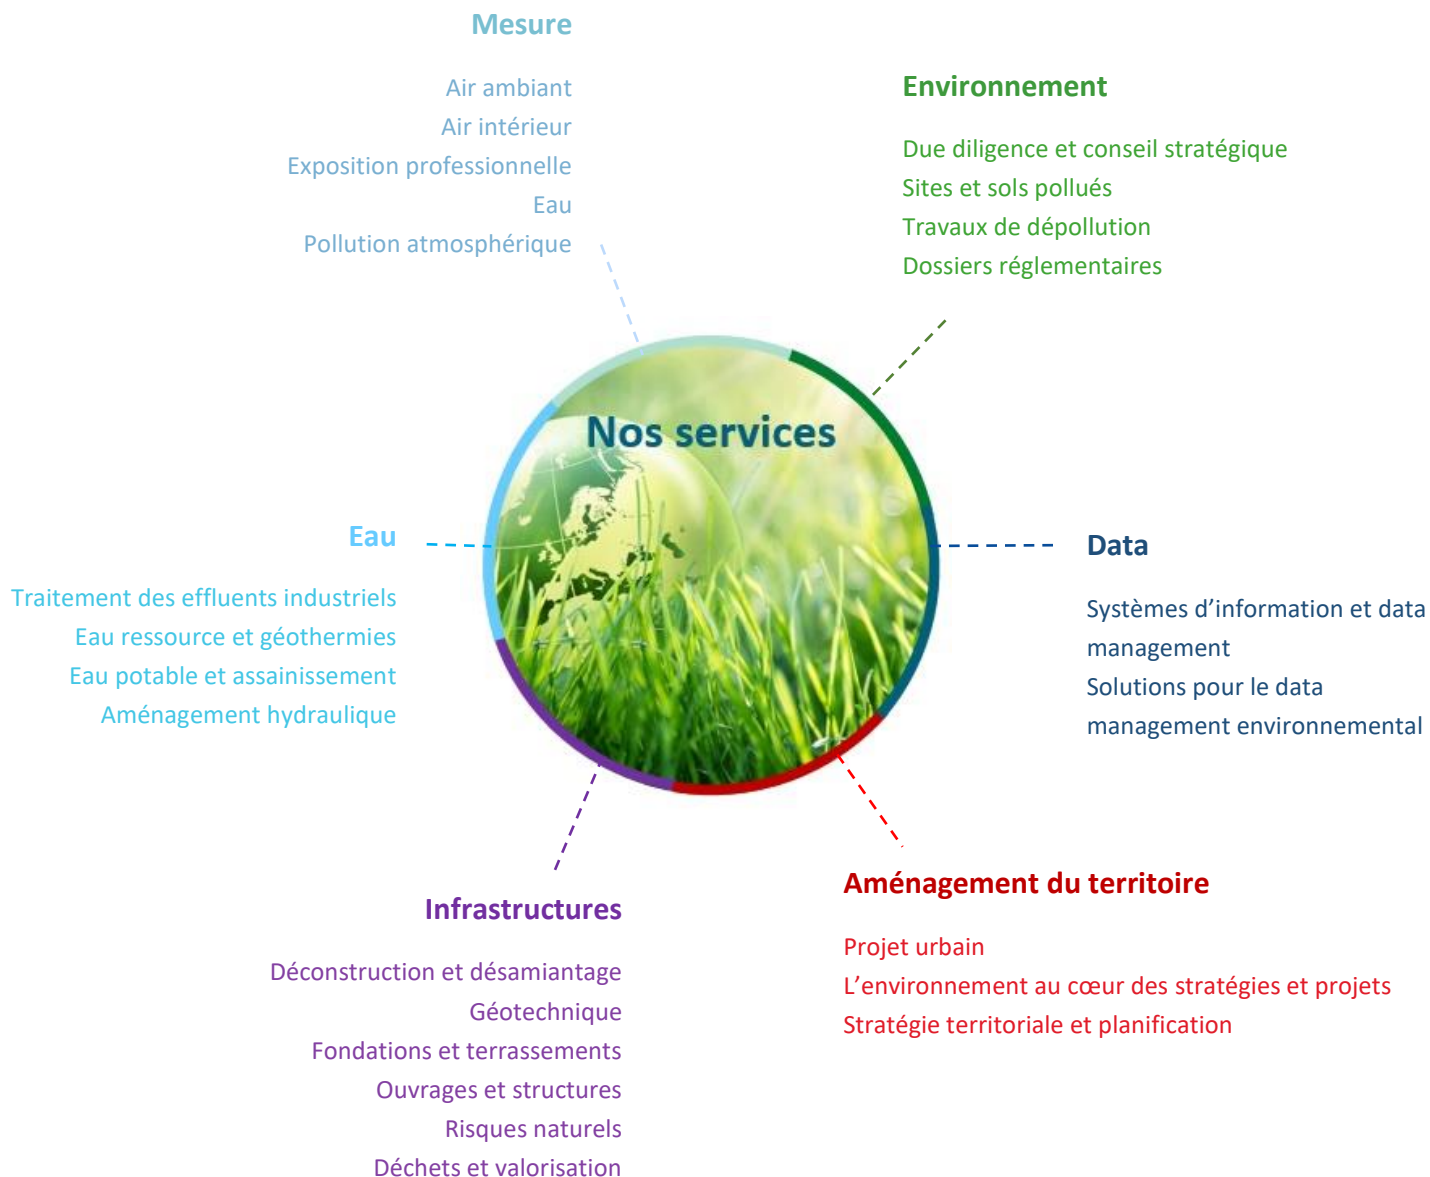 Mesure
Air ambiant
Air intérieur
Exposition professionnelle
Eau
Pollution atmosphérique
Environnement
Due diligence et conseil stratégique
Sites et sols pollués
Travaux de dépollution
Dossiers réglementaires
Nos services
Eau
Traitement des effluents industriels
Eau ressource et géothermies
Eau potable et assainissement
Aménagement hydraulique
Data
Systèmes d’information et data
management
Solutions pour le data
management environnemental
Infrastructures
Déconstruction et désamiantage
Géotechnique
Fondations et terrassements
Ouvrages et structures
Risques naturels
Déchets et valorisation
Aménagement du territoire
Projet urbain
L’environnement au cœur des stratégies et projets
Stratégie territoriale et planification